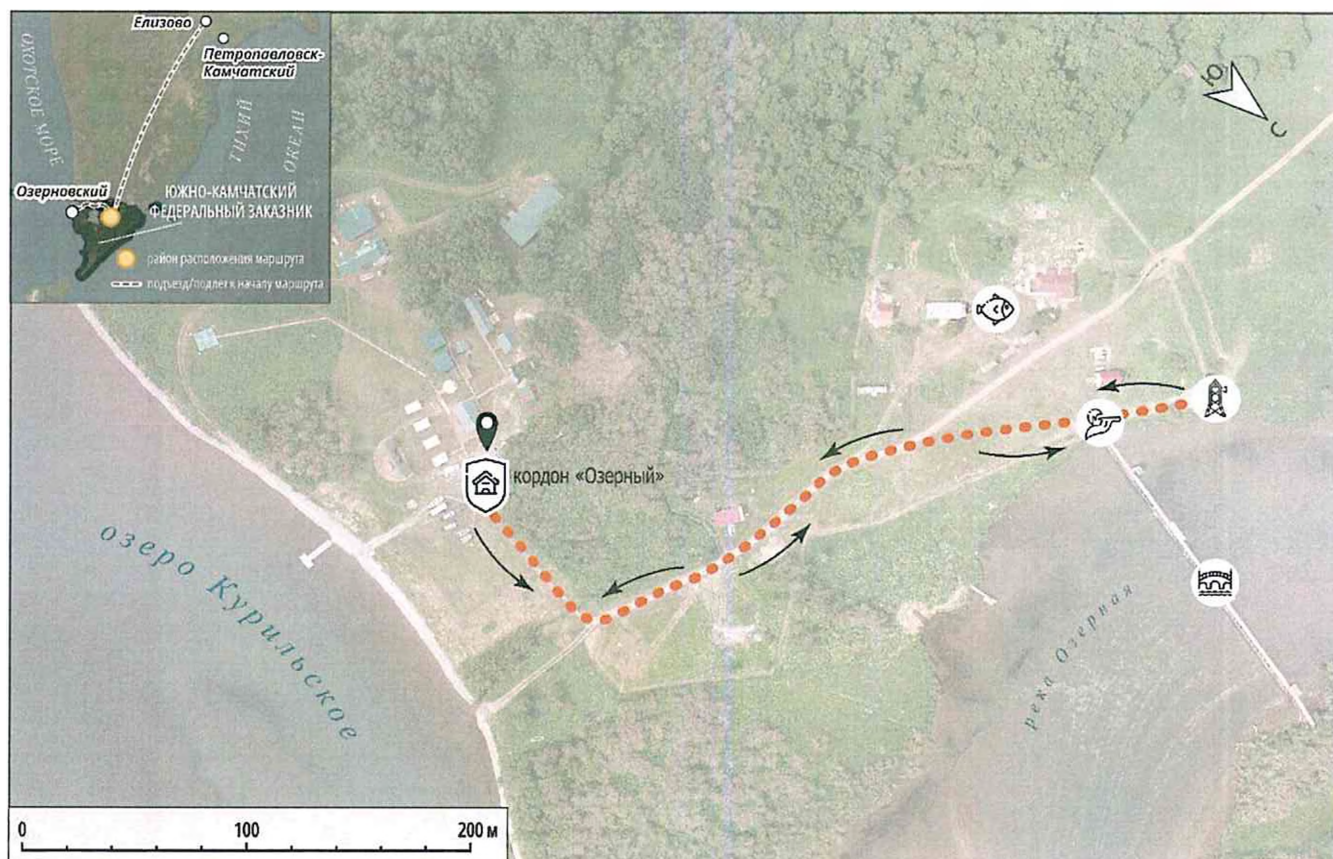 Елизово
Петропавловск-
Камчатский
ОХОТСКОЕ МОРЕ
ТИХИЙ
ОКЕАН
Озерновский
ЮЖНО-КАМЧАТСКИЙ
ФЕДЕРАЛЬНЫЙ ЗАКАЗНИК
район расположения маршрута
подъезд/подлет к началу маршрута
Ю
С
кордон «Озерный»
озеро Курильское
река Озерная
0 100 200 м